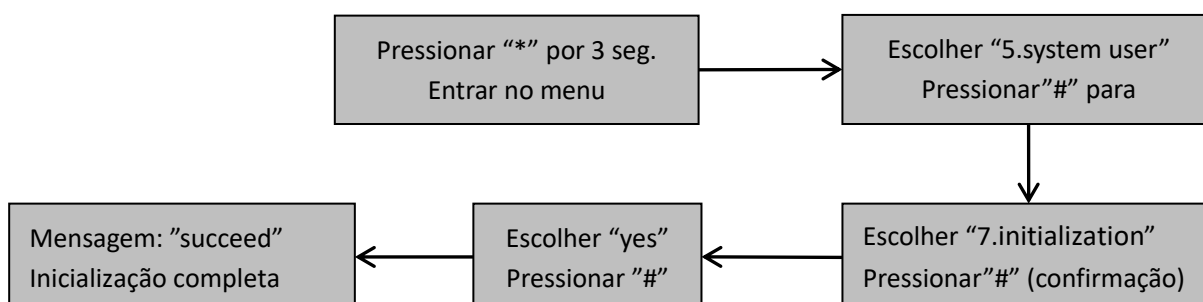 Pressionar “*” por 3 seg.
Entrar no menu
Escolher “5.system user”
Pressionar”#” para
Escolher “7.initialization”
Pressionar”#” (confirmação)
Escolher “yes”
Pressionar ”#”
Mensagem: ”succeed”
Inicialização completa